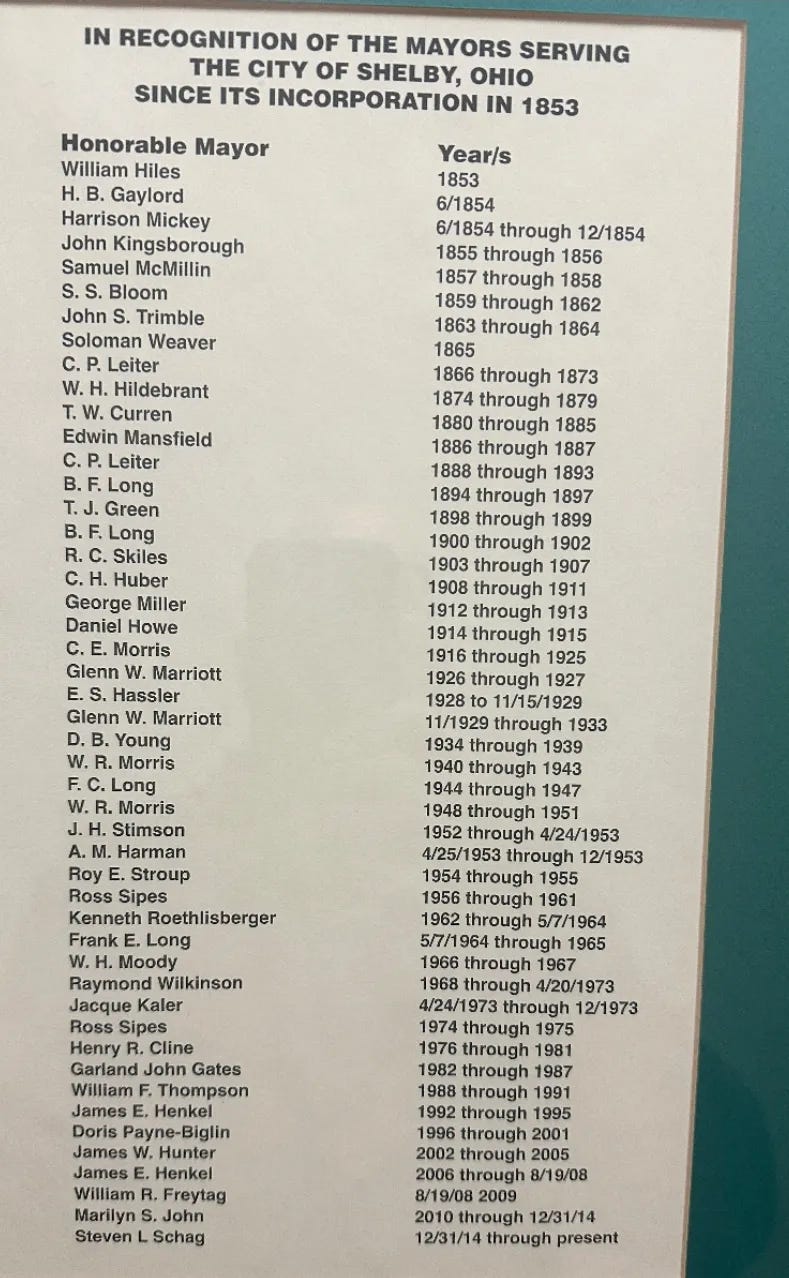 IN RECOGNITION OF THE MAYORS SERVING
THE CITY OF SHELBY, OHIO
SINCE ITS INCORPORATION IN 1853
Honorable Mayor Year/s
William Hiles 1853
H. B. Gaylord 6/1854
Harrison Mickey 6/1854 through 12/1854
John Kingsborough 1855 through 1856
Samuel McMillin 1857 through 1858
S. S. Bloom 1859 through 1862
John S. Trimble 1863 through 1864
Soloman Weaver 1865
C. P. Leiter 1866 through 1873
W. H. Hildebrant 1874 through 1879
T. W. Curren 1880 through 1885
Edwin Mansfield 1886 through 1887
C. P. Leiter 1888 through 1893
B. F. Long 1894 through 1897
T. J. Green 1898 through 1899
B. F. Long 1900 through 1902
R. C. Skiles 1903 through 1907
C. H. Huber 1908 through 1911
George Miller 1912 through 1913
Daniel Howe 1914 through 1915
C. E. Morris 1916 through 1925
Glenn W. Marriott 1926 through 1927
E. S. Hassler 1928 to 11/15/1929
Glenn W. Marriott 11/1929 through 1933
D. B. Young 1934 through 1939
W. R. Morris 1940 through 1943
F. C. Long 1944 through 1947
W. R. Morris 1948 through 1951
J. H. Stimson 1952 through 4/24/1953
A. M. Harman 4/25/1953 through 12/1953
Roy E. Stroup 1954 through 1955
Ross Sipes 1956 through 1961
Kenneth Roethlisberger 1962 through 5/7/1964
Frank E. Long 5/7/1964 through 1965
W. H. Moody 1966 through 1967
Raymond Wilkinson 1968 through 4/20/1973
Jacque Kaler 4/24/1973 through 12/1973
Ross Sipes 1974 through 1975
Henry R. Cline 1976 through 1981
Garland John Gates 1982 through 1987
William F. Thompson 1988 through 1991
James E. Henkel 1992 through 1995
Doris Payne-Biglin 1996 through 2001
James W. Hunter 2002 through 2005
James E. Henkel 2006 through 8/19/08
William R. Freytag 8/19/08 2009
Marilyn S. John 2010 through 12/31/14
Steven L Schag 12/31/14 through present